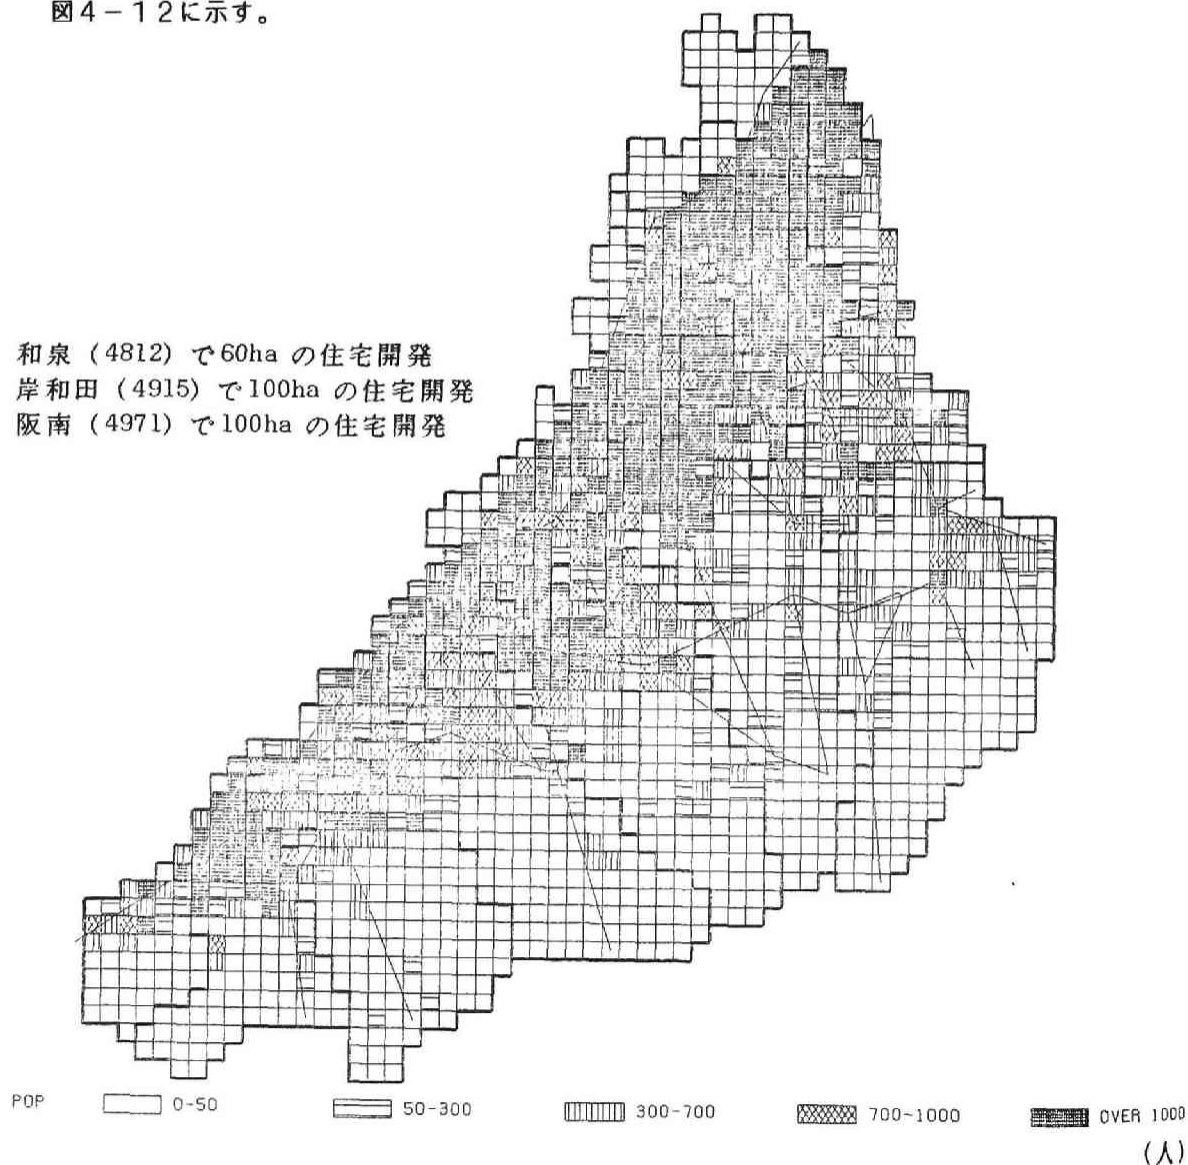 図4－12に示す。
和泉（4812）で60ha の住宅開発
岸和田（4915）で100ha の住宅開発
阪南（4971）で100ha の住宅開発
POP 0-50 50-300 300-700 700~1000 OVER 1000
（人）